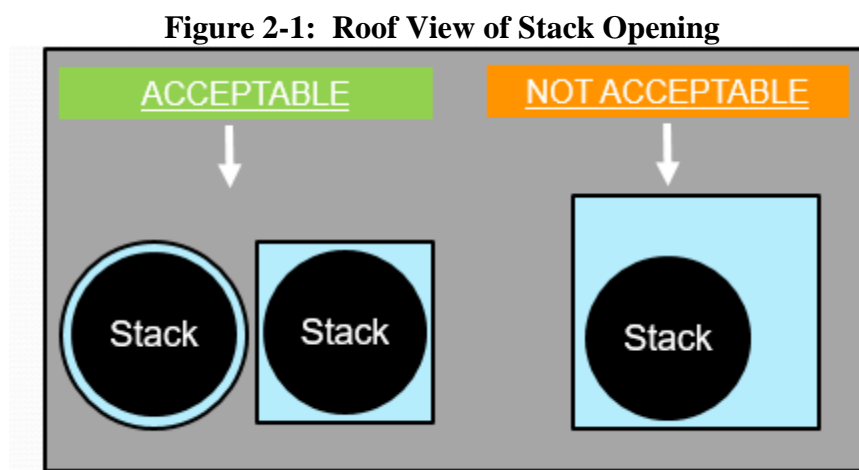 Figure 2-1:  Roof View of Stack Opening
ACCEPTABLE
NOT ACCEPTABLE
Stack
Stack
Stack